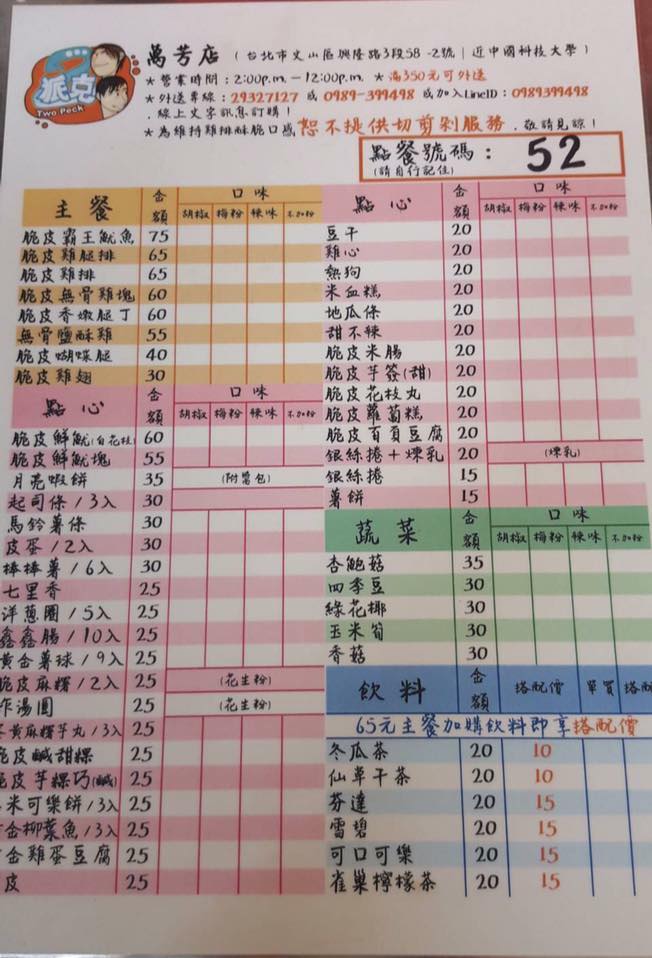 派克
Two Peck
萬芳店 (台北市文山區興隆路3段58-2號 | 近中國科技大學)
★營業時間:2:00p.m.—12:00p.m. ★滿350元可外送
★外送專線:29327127 或 0989-399498 或加入LineID:0989399498
.線上文字訊息訂購!
★為維持雞排酥脆口感恕不提供切剪剁服務.敬請見諒!
點餐號碼:52
(請自行記住)
主餐 金額 口味
胡椒 梅粉 辣味 不加粉
脆皮霸王魷魚 75
脆皮雞腿排 65
脆皮雞排 65
脆皮無骨雞塊 60
脆皮香嫩腿丁 60
無骨鹽酥雞 55
脆皮蝴蝶腿 40
脆皮雞翅 30
點心 金額 口味
胡椒 梅粉 辣味 不加粉
脆皮鮮魷(白花枝) 60
脆皮鮮魷塊 55
月亮蝦餅 35 (附醬包)
起司條/3入 30
馬鈴薯條 30
皮蛋/2入 30
棒棒薯/6入 30
七里香 25
洋蔥圈/5入 25
鑫鑫腸/10入 25
黃金薯球/9入 25
脆皮麻糬/2入 25 (花生粉)
炸湯圓 25 (花生粉)
黃麻糬芋丸/3入 25
脆皮鹹甜粿 25
脆皮芋粿巧(鹹) 25
米可樂餅/3入 25
金柳葉魚/3入 25
金雞蛋豆腐 25
皮 25
點心 金額 口味
胡椒 梅粉 辣味 不加粉
豆干 20
雞心 20
熱狗 20
米血糕 20
地瓜條 20
甜不辣 20
脆皮米腸 20
脆皮芋簽(甜) 20
脆皮花枝丸 20
脆皮蘿蔔糕 20
脆皮百頁豆腐 20
銀絲捲+煉乳 20 (煉乳)
銀絲捲 15
薯餅 15
蔬菜 金額 口味
胡椒 梅粉 辣味 不加粉
杏鮑菇 35
四季豆 30
綠花椰 30
玉米筍 30
香菇 30
飲料 金額 搭配價 單買 搭配
65元主餐加購飲料即享搭配價
冬瓜茶 20 10
仙草干茶 20 10
芬達 20 15
雪碧 20 15
可口可樂 20 15
雀巢檸檬茶 20 15